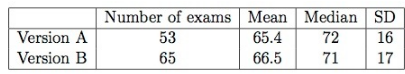 Number of exams Mean Median SD
Version A 53 65.4 72 16
Version B 65 66.5 71 17